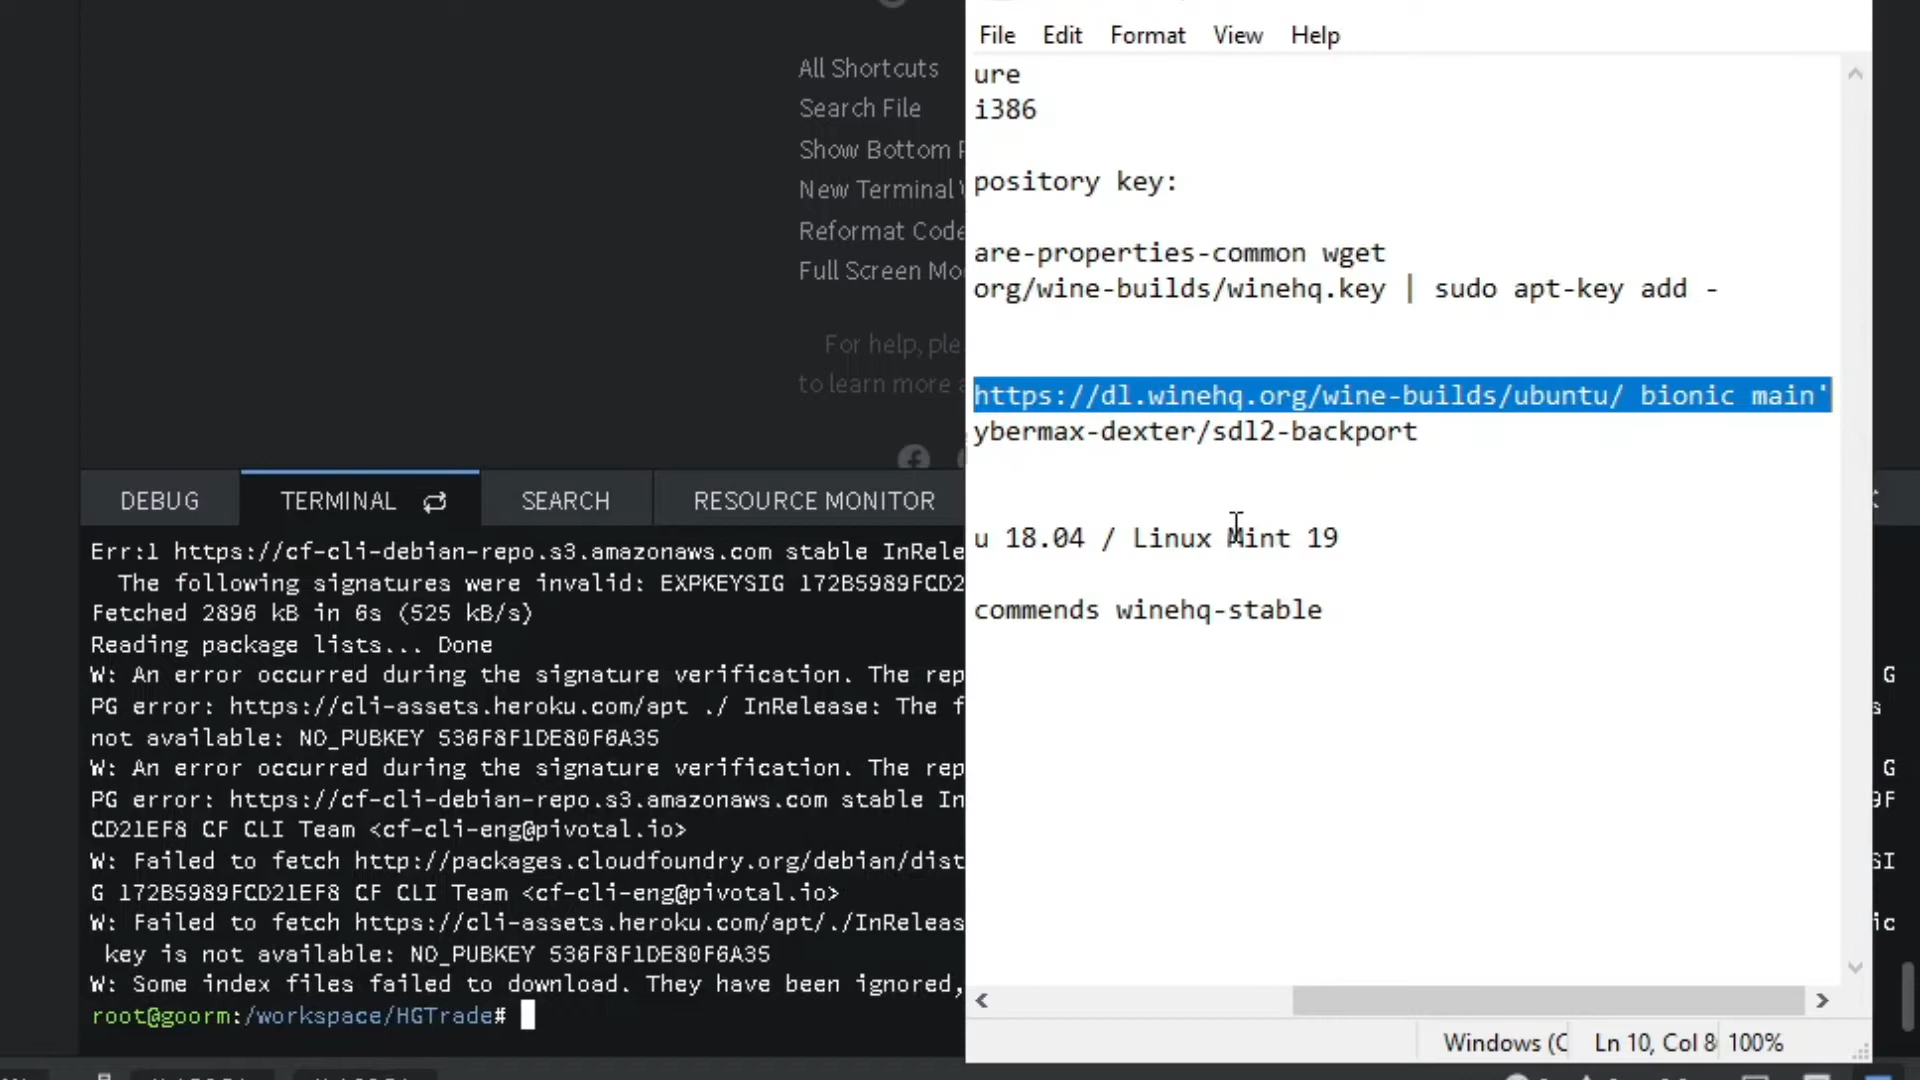 All Shortcuts
Search File
Show Bottom
New Terminal
Reformat Code
Full Screen Mo
For help, ple
to learn more
DEBUG
TERMINAL
SEARCH
RESOURCE MONITOR
Err:1 https://cf-cli-debian-repo.s3.amazonaws.com stable InRele
The following signatures were invalid: EXPKEYSIG 172B5989FCD2
Fetched 2896 kB in 6s (525 kB/s)
Reading package lists... Done
W: An error occurred during the signature verification. The rep
G
PG error: https://cli-assets.heroku.com/apt ./ InRelease: The f
s
not available: NO_PUBKEY 536F8F1DE80F6A35
W: An error occurred during the signature verification. The rep
G
PG error: https://cf-cli-debian-repo.s3.amazonaws.com stable In
9F
CD21EF8 CF CLI Team <cf-cli-eng@pivotal.io>
W: Failed to fetch http://packages.cloudfoundry.org/debian/dist
SI
G 172B5989FCD21EF8 CF CLI Team <cf-cli-eng@pivotal.io>
W: Failed to fetch https://cli-assets.heroku.com/apt/./InReleas
ic
key is not available: NO_PUBKEY 536F8F1DE80F6A35
W: Some index files failed to download. They have been ignored,
root@goorm:/workspace/HGTrade#
File Edit Format View Help
ure
i386
pository key:
are-properties-common wget
org/wine-builds/winehq.key | sudo apt-key add -
https://dl.winehq.org/wine-builds/ubuntu/ bionic main'
ybermax-dexter/sdl2-backport
u 18.04 / Linux Mint 19
commends winehq-stable
Windows (C
Ln 10, Col 8
100%